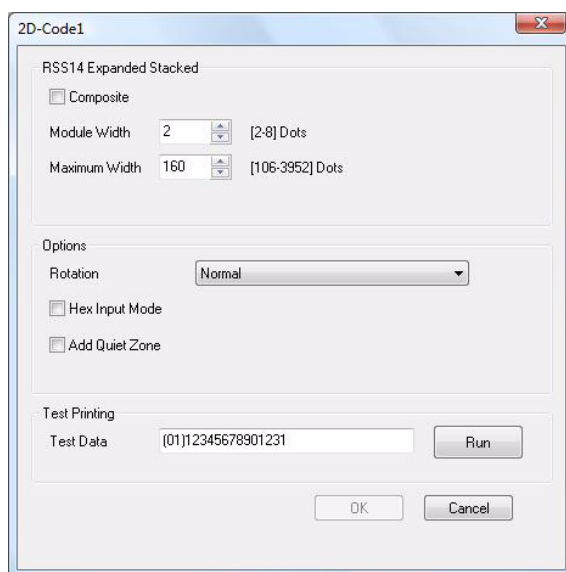 2D-Code1
RSS14 Expanded Stacked
Composite
Module Width 2 [2-8] Dots
Maximum Width 160 [106-3952] Dots
Options
Rotation Normal
Hex Input Mode
Add Quiet Zone
Test Printing
Test Data (01)12345678901231 Run
OK Cancel